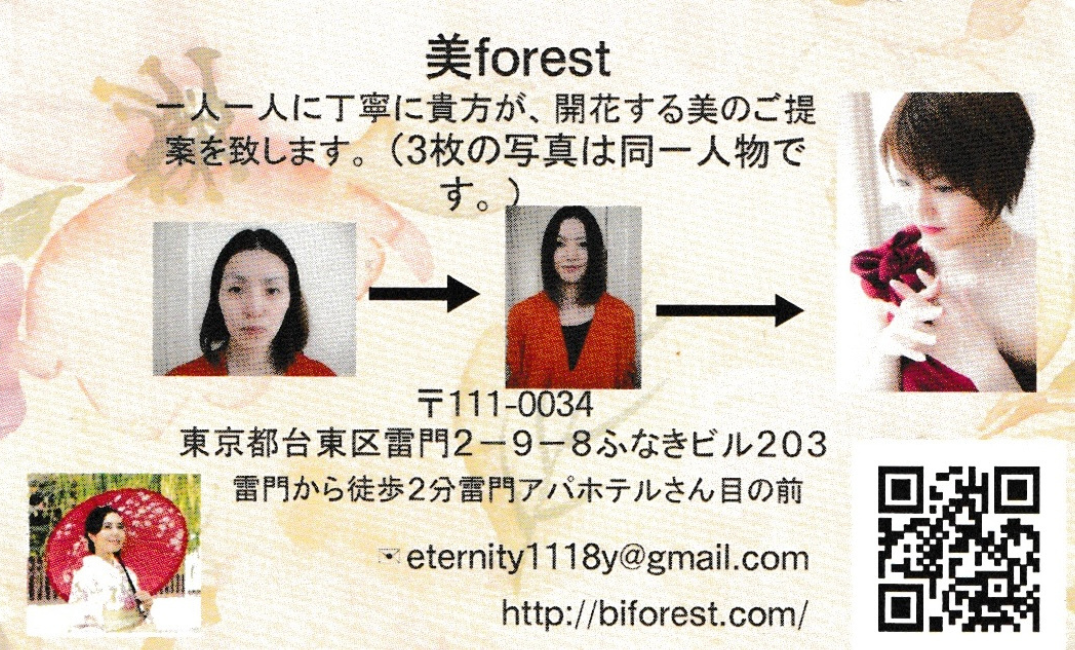 美forest
一人一人に丁寧に貴方が、開花する美のご提
案を致します。（3枚の写真は同一人物で
す。）
〒111-0034
東京都台東区雷門２－９－８ふなきビル２０３
雷門から徒歩２分雷門アパホテルさん目の前
eternity1118y@gmail.com
http://biforest.com/